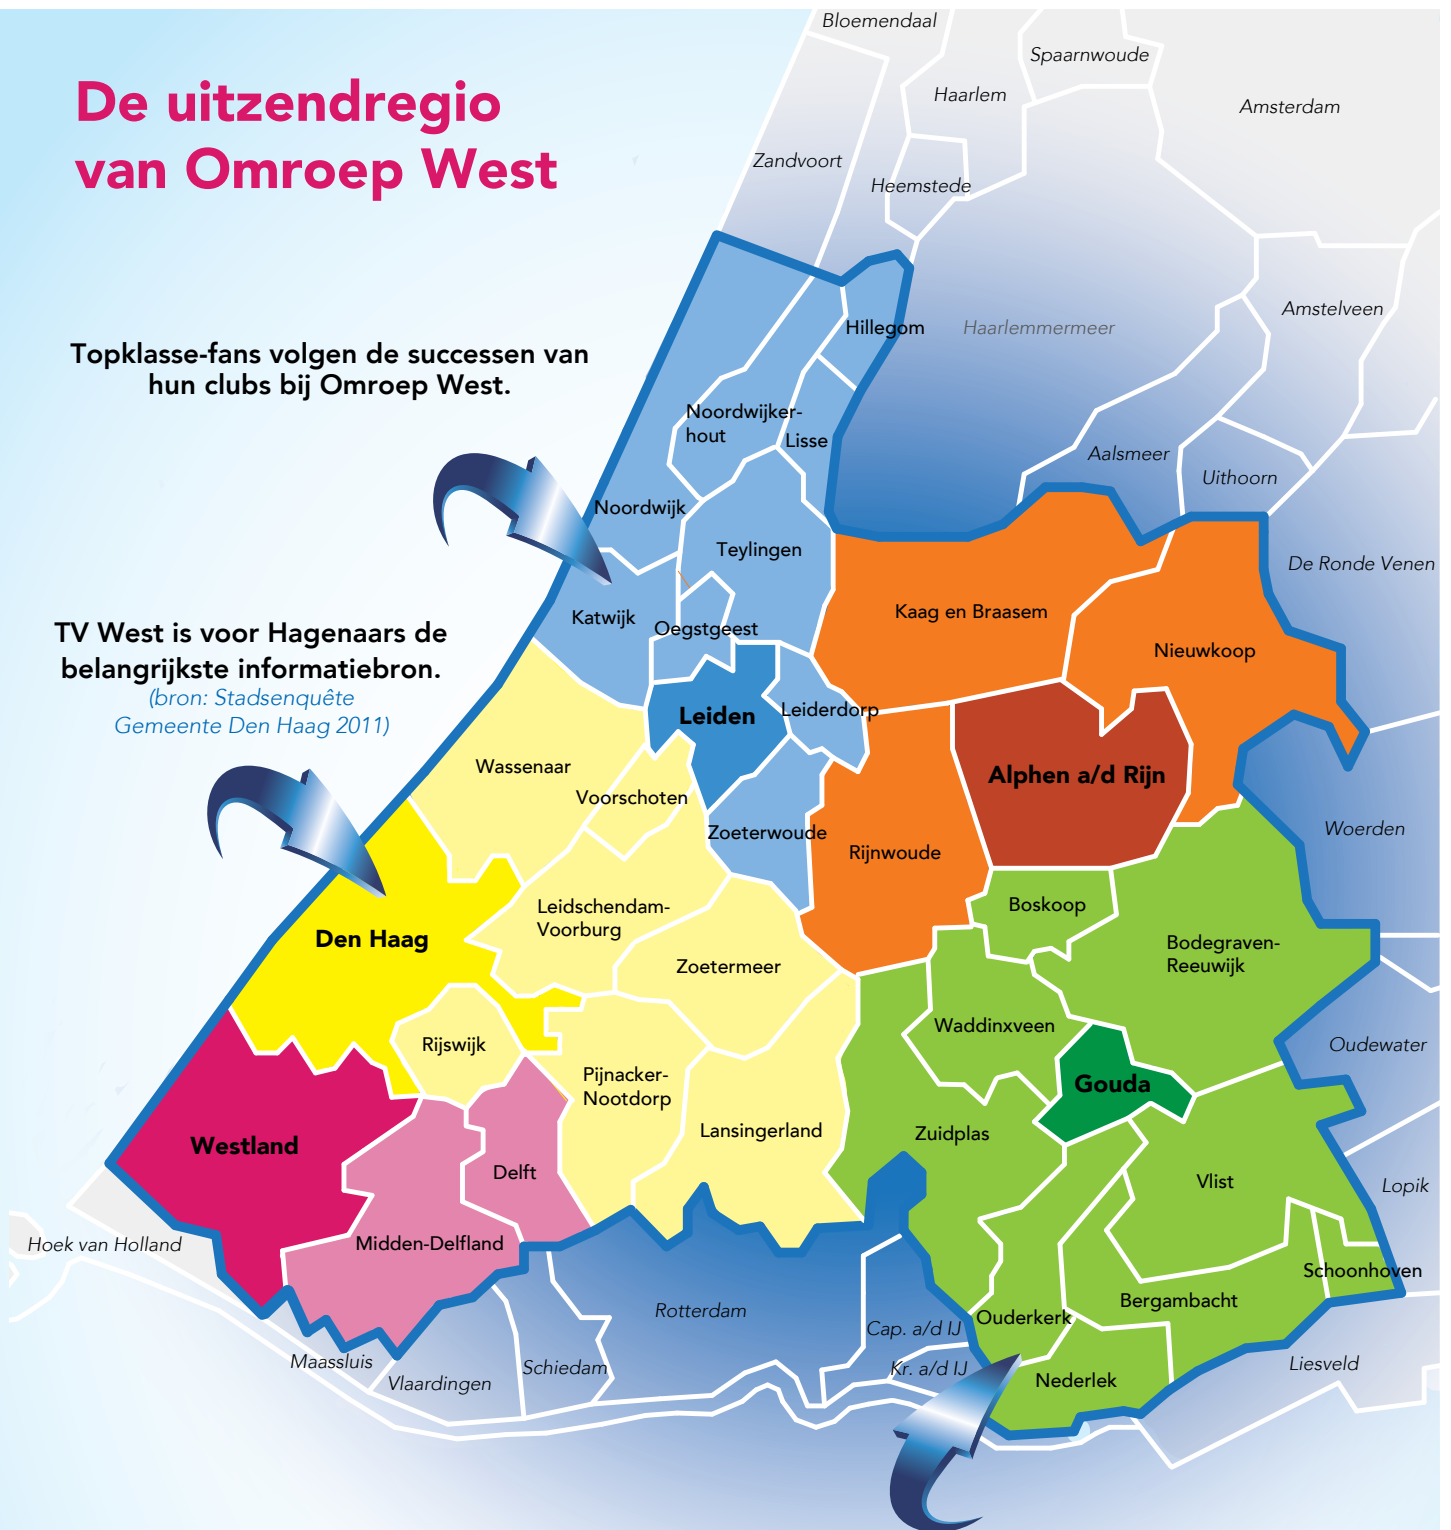 De uitzendregio
van Omroep West
Topklasse-fans volgen de successen van
hun clubs bij Omroep West.
TV West is voor Hagenaars de
belangrijkste informatiebron.
(bron: Stadsenquête
Gemeente Den Haag 2011)
Bloemendaal
Spaarnwoude
Haarlem
Amsterdam
Zandvoort
Heemstede
Hillegom
Haarlemmermeer
Amstelveen
Noordwijker-
hout
Lisse
Aalsmeer
Uithoorn
Noordwijk
Teylingen
De Ronde Venen
Katwijk
Oegstgeest
Kaag en Braasem
Nieuwkoop
Leiden
Leiderdorp
Wassenaar
Voorschoten
Alphen a/d Rijn
Zoeterwoude
Rijnwoude
Woerden
Leidschendam-
Voorburg
Boskoop
Den Haag
Zoetermeer
Bodegraven-
Reeuwijk
Rijswijk
Waddinxveen
Oudewater
Pijnacker-
Nootdorp
Gouda
Westland
Lansingerland
Zuidplas
Delft
Vlist
Lopik
Hoek van Holland
Midden-Delfland
Schoonhoven
Bergambacht
Rotterdam
Ouderkerk
Cap. a/d IJ
Maassluis
Schiedam
Kr. a/d IJ
Liesveld
Vlaardingen
Nederlek